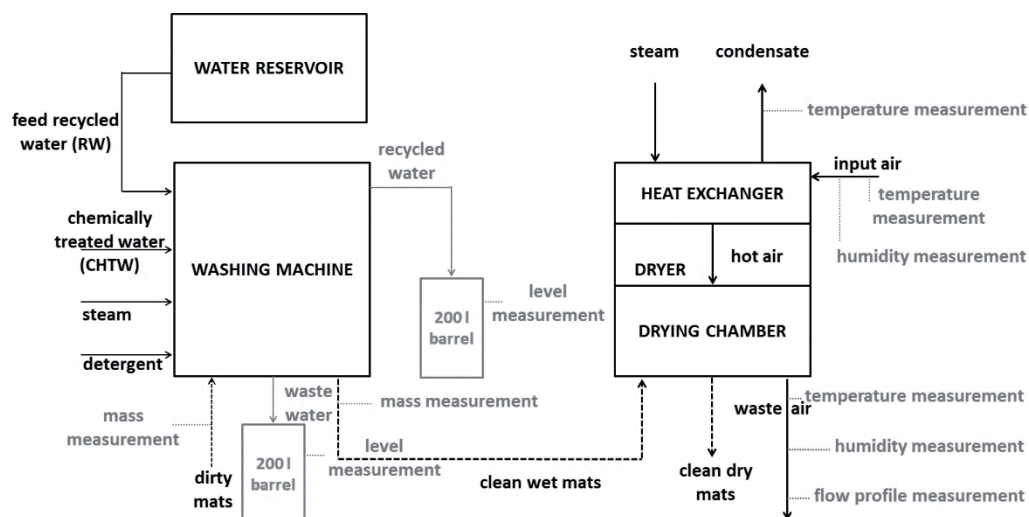 WATER RESERVOIR
steam
condensate
temperature measurement
feed recycled
water (RW)
recycled
water
input air
HEAT EXCHANGER
temperature
measurement
chemically
treated water
(CHTW)
WASHING MACHINE
hot air
DRYER
humidity measurement
steam
200 l
barrel
level
measurement
DRYING CHAMBER
detergent
waste
water
mass measurement
temperature measurement
waste air
mass
measurement
level
measurement
humidity measurement
200 l
barrel
dirty
mats
clean wet mats
clean dry
mats
flow profile measurement